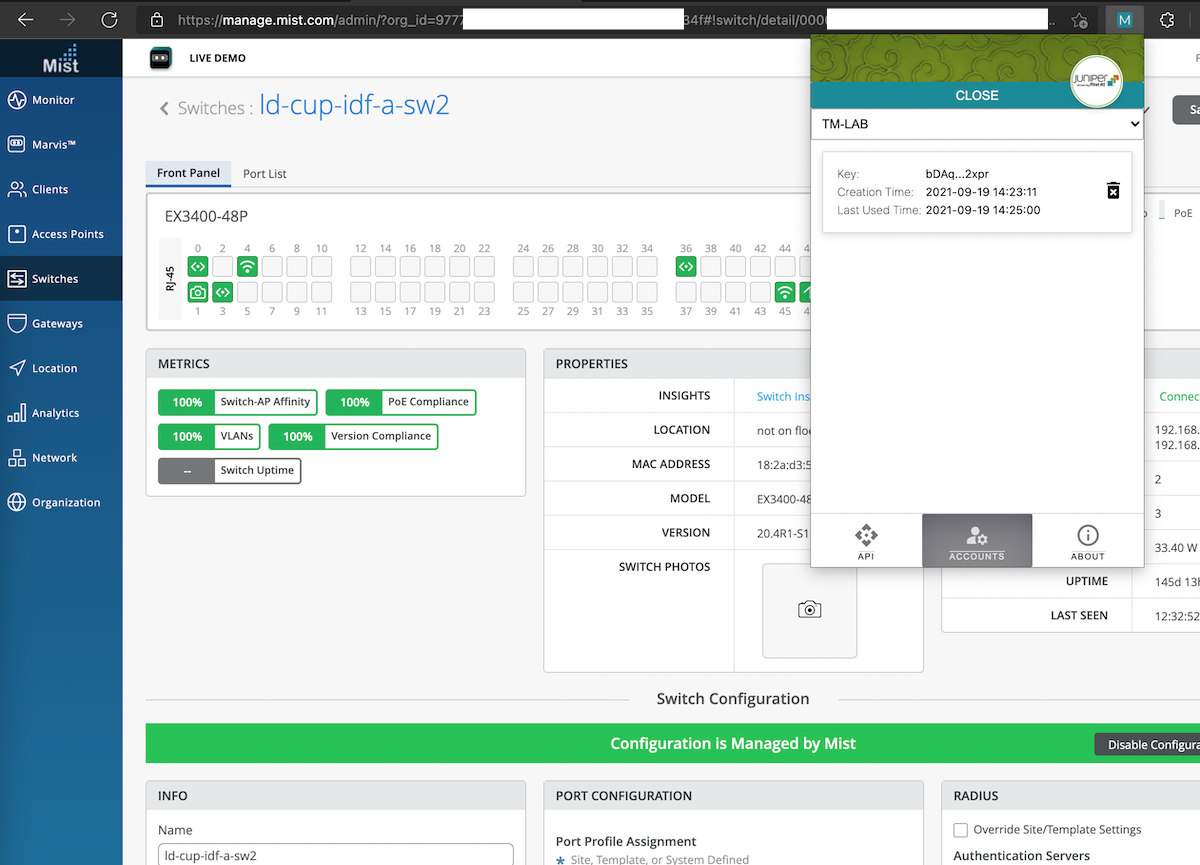 https://manage.mist.com/admin/?org_id=9777
34f#!switch/detail/000
..
M
Mist
LIVE DEMO
Monitor
Marvis™
Clients
Access Points
Switches
Gateways
Location
Analytics
Network
Organization
Switches : ld-cup-idf-a-sw2
Front Panel
Port List
EX3400-48P
PoE
RJ-45
0 2 4 6 8 10 12 14 16 18 20 22 24 26 28 30 32 34 36 38 40 42 44 4
1 3 5 7 9 11 13 15 17 19 21 23 25 27 29 31 33 35 37 39 41 43 45 4
METRICS
100% Switch-AP Affinity
100% PoE Compliance
100% VLANs
100% Version Compliance
-- Switch Uptime
PROPERTIES
INSIGHTS Switch Ins
LOCATION not on floo
MAC ADDRESS 18:2a:d3:5
MODEL EX3400-48
VERSION 20.4R1-S1
SWITCH PHOTOS
juniper
CLOSE
TM-LAB
Key: bDAq...2xpr
Creation Time: 2021-09-19 14:23:11
Last Used Time: 2021-09-19 14:25:00
API
ACCOUNTS
ABOUT
Sa
Connec
192.168.
192.168.
2
3
33.40 W
UPTIME 145d 13h
LAST SEEN 12:32:52
Switch Configuration
Configuration is Managed by Mist
Disable Configura
INFO
Name
ld-cup-idf-a-sw2
PORT CONFIGURATION
Port Profile Assignment
* Site, Template, or System Defined
RADIUS
Override Site/Template Settings
Authentication Servers